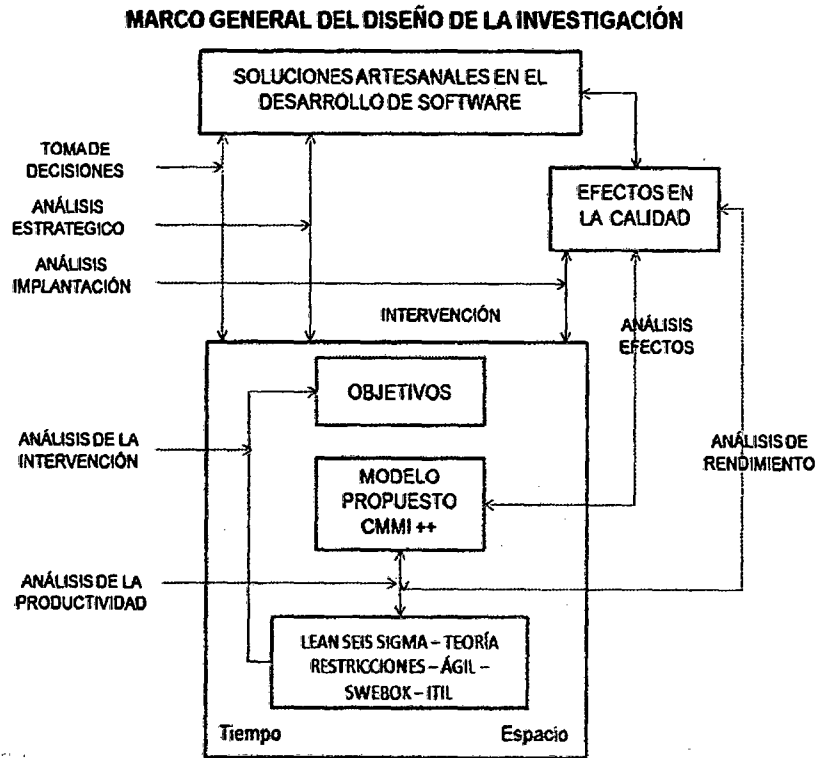 MARCO GENERAL DEL DISEÑO DE LA INVESTIGACIÓN
SOLUCIONES ARTESANALES EN EL
DESARROLLO DE SOFTWARE
TOMA DE
DECISIONES
EFECTOS EN
LA CALIDAD
ANÁLISIS
ESTRATEGICO
ANÁLISIS
IMPLANTACIÓN
INTERVENCIÓN
ANÁLISIS
EFECTOS
OBJETIVOS
ANÁLISIS DE LA
INTERVENCIÓN
ANÁLISIS DE
RENDIMIENTO
MODELO
PROPUESTO
CMMI ++
ANÁLISIS DE LA
PRODUCTIVIDAD
LEAN SEIS SIGMA – TEORÍA
RESTRICCIONES – ÁGIL –
SWEBOK – ITIL
Tiempo
Espacio